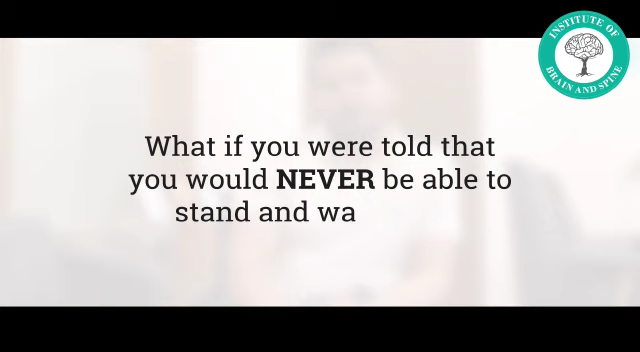 INSTITUTE OF
BRAIN AND SPINE
What if you were told that
you would NEVER be able to
stand and wa